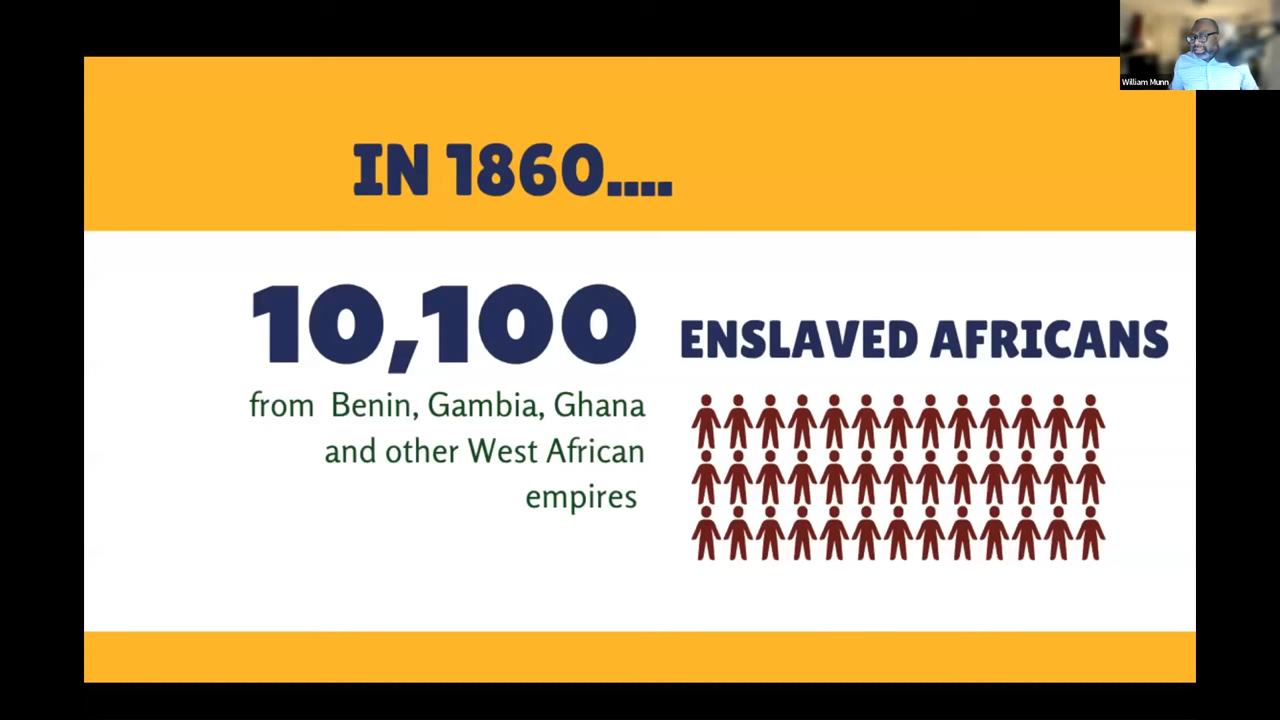 William Munn
IN 1860....
10,100
ENSLAVED AFRICANS
from Benin, Gambia, Ghana
and other West African
empires